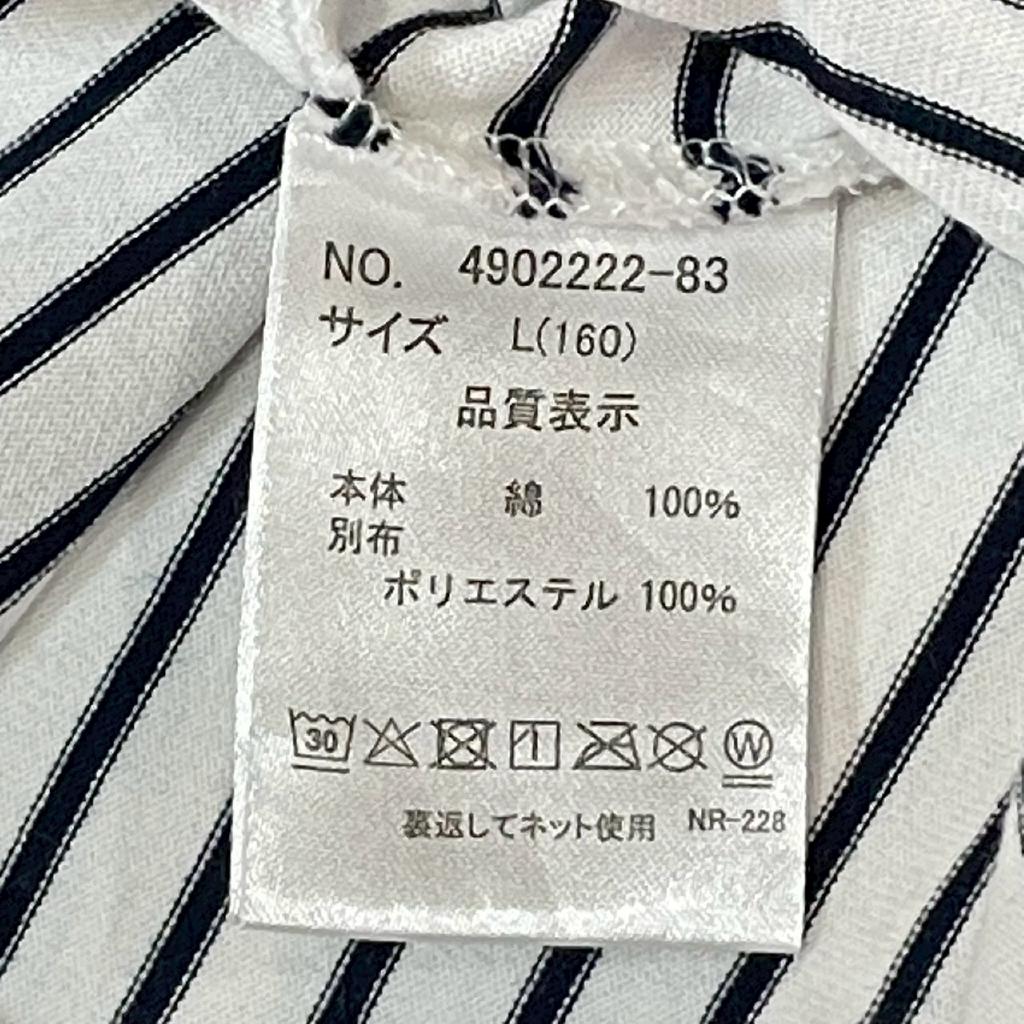 NO. 4902222-83
サイズ L(160)
品質表示
本体 綿 100%
別布
ポリエステル 100%
30 W
裏返してネット使用 NR-228